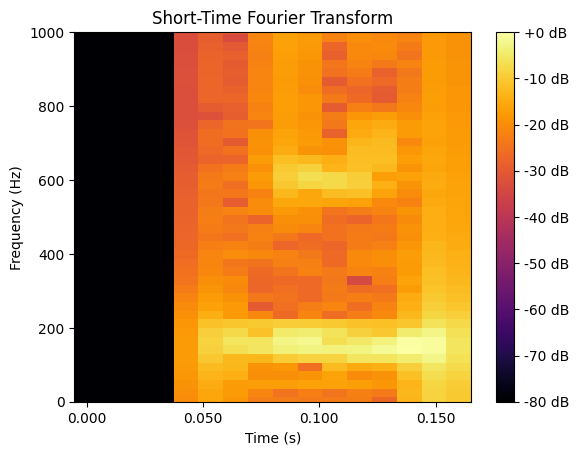 Short-Time Fourier Transform
1000
800
600
400
200
0
Frequency (Hz)
0.000
0.050
0.100
0.150
Time (s)
+0 dB
-10 dB
-20 dB
-30 dB
-40 dB
-50 dB
-60 dB
-70 dB
-80 dB